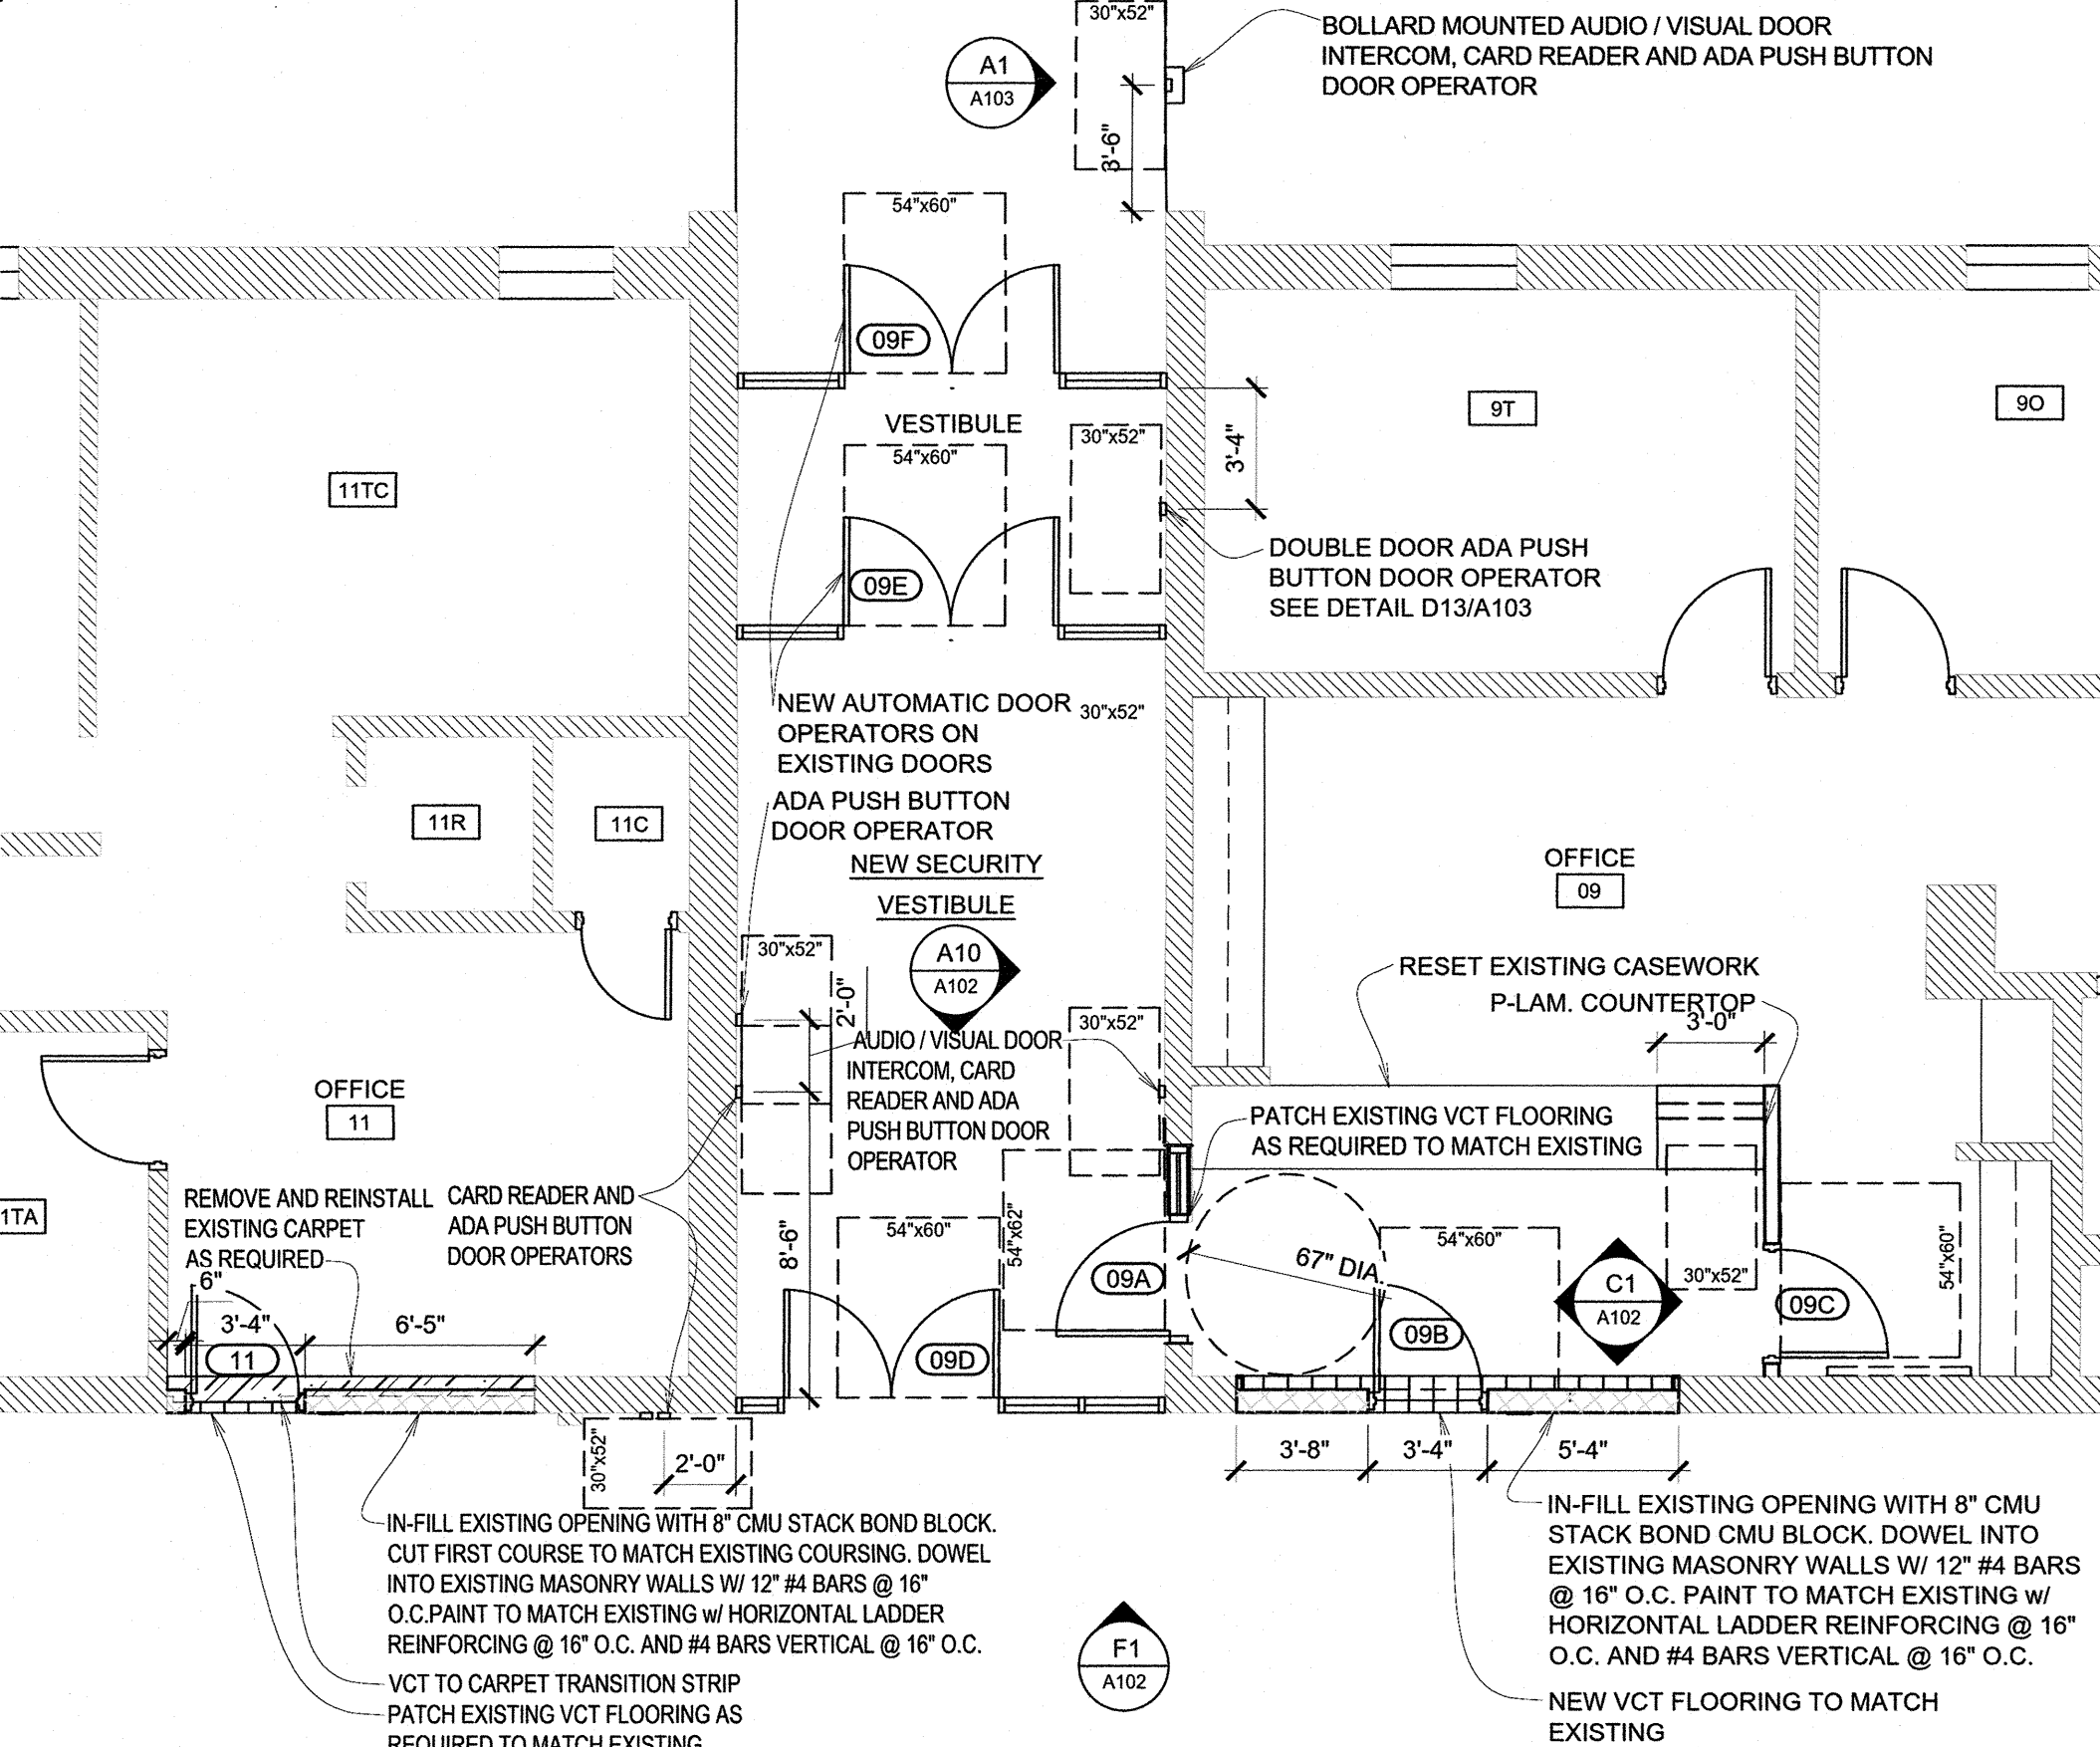 30"x52"
BOLLARD MOUNTED AUDIO / VISUAL DOOR
INTERCOM, CARD READER AND ADA PUSH BUTTON
DOOR OPERATOR
A1
A103
3'-6"
54"x60"
09F
VESTIBULE
54"x60"
30"x52"
3'-4"
9T
9O
11TC
09E
DOUBLE DOOR ADA PUSH
BUTTON DOOR OPERATOR
SEE DETAIL D13/A103
NEW AUTOMATIC DOOR
OPERATORS ON
EXISTING DOORS
30"x52"
ADA PUSH BUTTON
DOOR OPERATOR
11R
11C
NEW SECURITY
VESTIBULE
OFFICE
09
30"x52"
A10
A102
2'-0"
RESET EXISTING CASEWORK
P-LAM. COUNTERTOP
3'-0"
30"x52"
AUDIO / VISUAL DOOR
INTERCOM, CARD
READER AND ADA
PUSH BUTTON DOOR
OPERATOR
OFFICE
11
PATCH EXISTING VCT FLOORING
AS REQUIRED TO MATCH EXISTING
1TA
REMOVE AND REINSTALL
EXISTING CARPET
AS REQUIRED
CARD READER AND
ADA PUSH BUTTON
DOOR OPERATORS
8'-6"
54"x60"
54"x62"
09A
67" DIA.
54"x60"
C1
A102
30"x52"
09C
54"x60"
6"
3'-4"
6'-5"
11
09D
09B
30"x52"
2'-0"
3'-8"
3'-4"
5'-4"
IN-FILL EXISTING OPENING WITH 8" CMU STACK BOND BLOCK.
CUT FIRST COURSE TO MATCH EXISTING COURSING. DOWEL
INTO EXISTING MASONRY WALLS W/ 12" #4 BARS @ 16"
O.C.PAINT TO MATCH EXISTING w/ HORIZONTAL LADDER
REINFORCING @ 16" O.C. AND #4 BARS VERTICAL @ 16" O.C.
VCT TO CARPET TRANSITION STRIP
PATCH EXISTING VCT FLOORING AS
REQUIRED TO MATCH EXISTING
F1
A102
IN-FILL EXISTING OPENING WITH 8" CMU
STACK BOND CMU BLOCK. DOWEL INTO
EXISTING MASONRY WALLS W/ 12" #4 BARS
@ 16" O.C. PAINT TO MATCH EXISTING w/
HORIZONTAL LADDER REINFORCING @ 16"
O.C. AND #4 BARS VERTICAL @ 16" O.C.
NEW VCT FLOORING TO MATCH
EXISTING